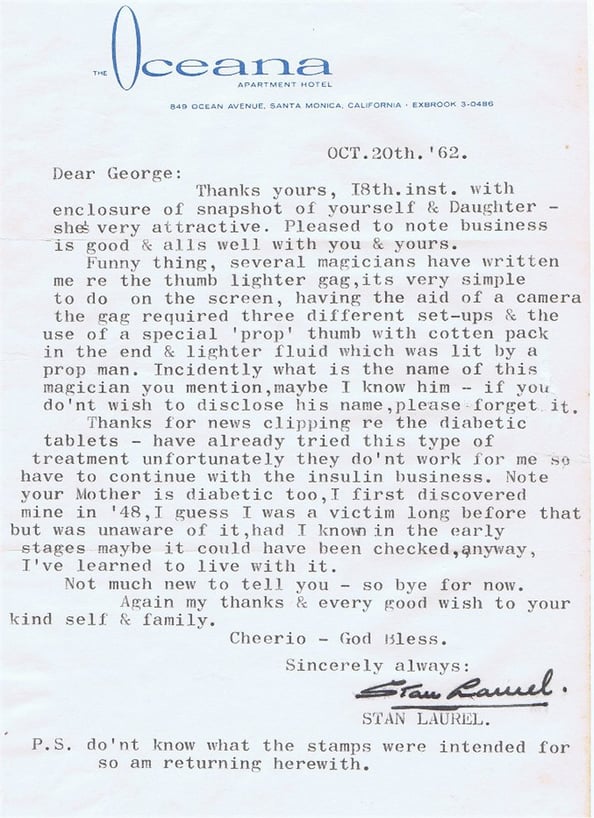 THE Oceana
APARTMENT HOTEL
849 OCEAN AVENUE, SANTA MONICA, CALIFORNIA · EXBROOK 3-0486
OCT.20th.'62.
Dear George:
Thanks yours, I8th.inst. with
enclosure of snapshot of yourself & Daughter -
she's very attractive. Pleased to note business
is good & alls well with you & yours.
Funny thing, several magicians have written
me re the thumb lighter gag,its very simple
to do on the screen, having the aid of a camera
the gag required three different set-ups & the
use of a special 'prop' thumb with cotten pack
in the end & lighter fluid which was lit by a
prop man. Incidently what is the name of this
magician you mention,maybe I know him - if you
do'nt wish to disclose his name,please forget it.
Thanks for news clipping re the diabetic
tablets - have already tried this type of
treatment unfortunately they do'nt work for me so
have to continue with the insulin business. Note
your Mother is diabetic too,I first discovered
mine in '48,I guess I was a victim long before that
but was unaware of it,had I known in the early
stages maybe it could have been checked,anyway,
I've learned to live with it.
Not much new to tell you - so bye for now.
Again my thanks & every good wish to your
kind self & family.
Cheerio - God Bless.
Sincerely always:
Stan Laurel.
STAN LAUREL.
P.S. do'nt know what the stamps were intended for
so am returning herewith.